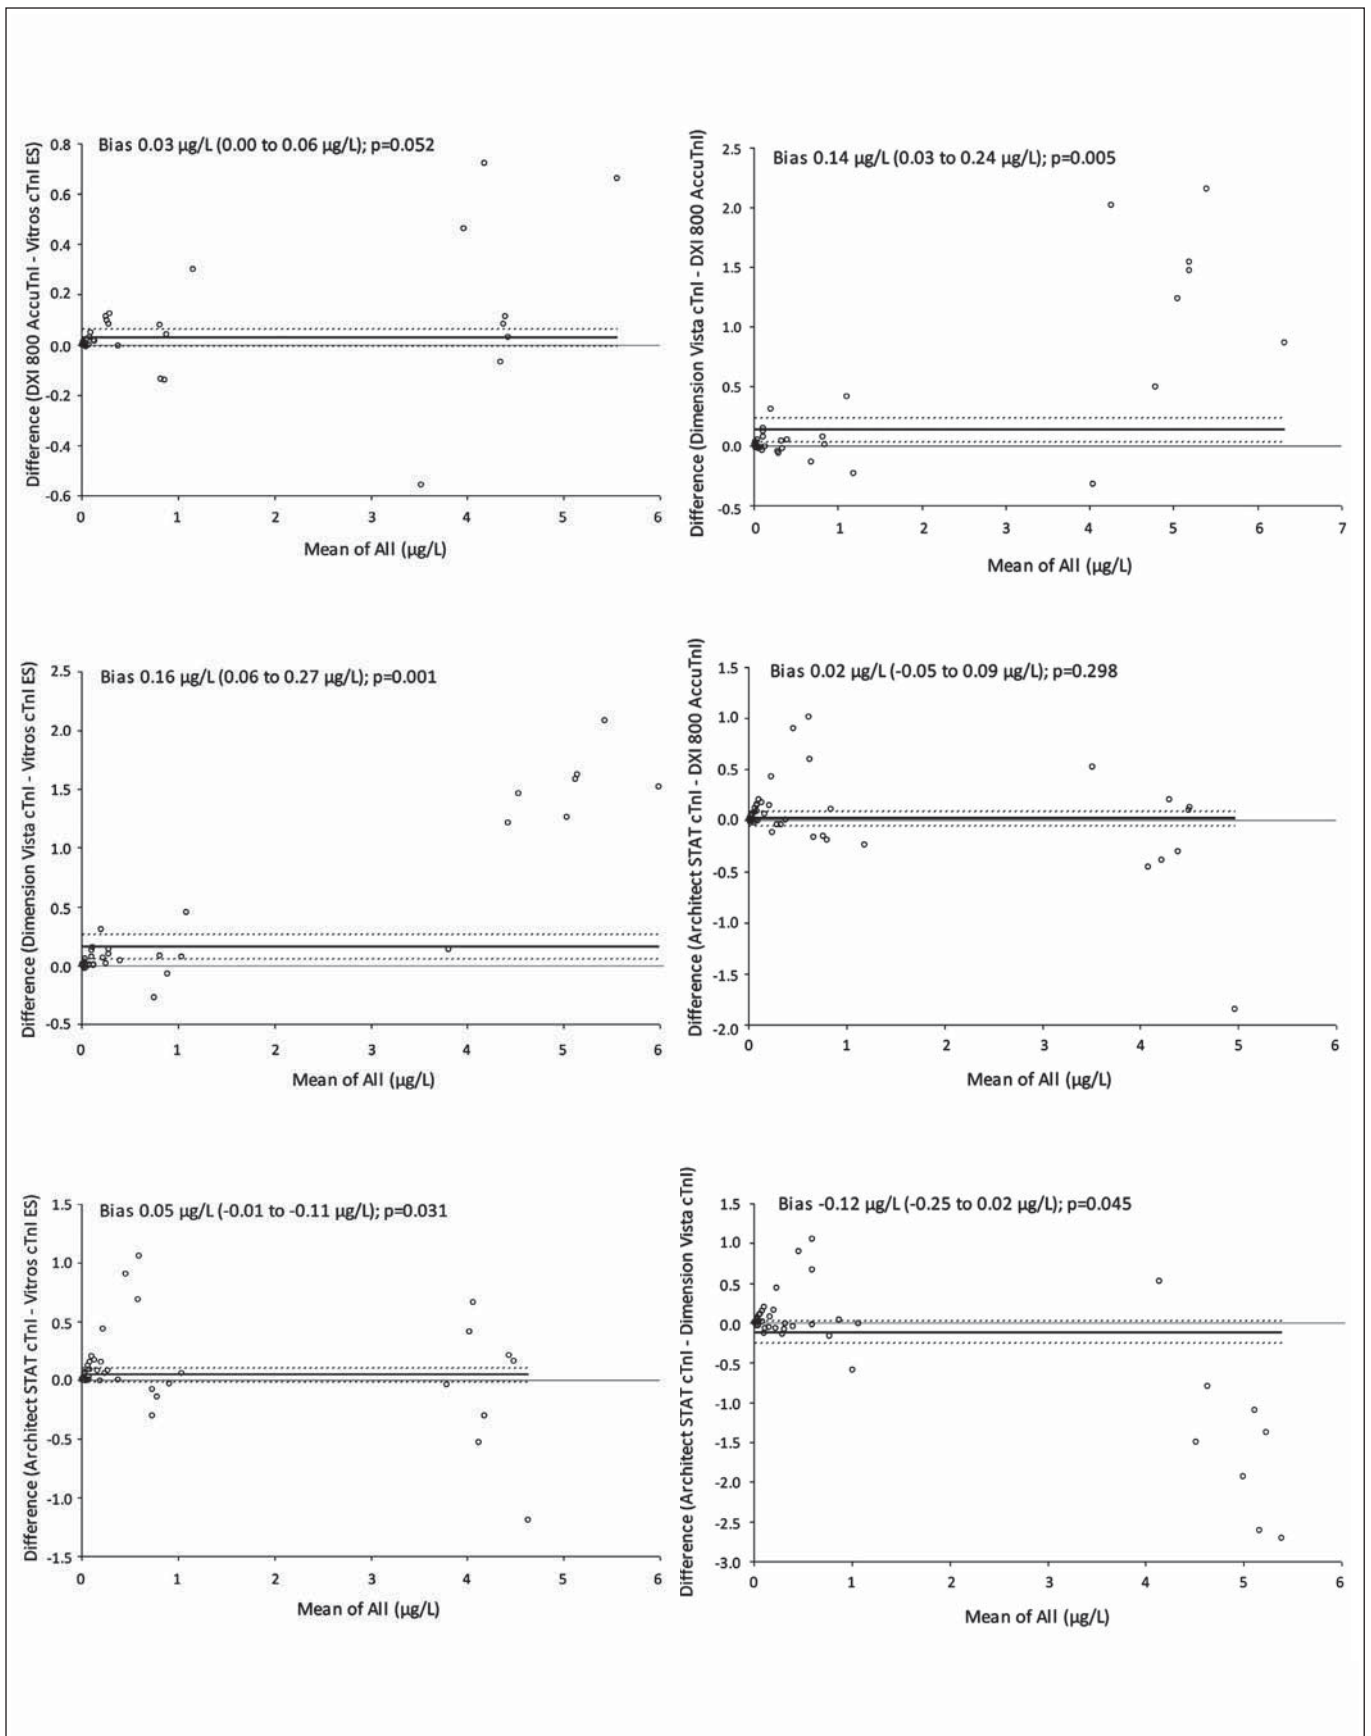 Bias 0.03 µg/L (0.00 to 0.06 µg/L); p=0.052
Difference (DXI 800 AccuTnI - Vitros cTnI ES)
0.8
0.6
0.4
0.2
0.0
-0.2
-0.4
-0.6
0 1 2 3 4 5 6
Mean of All (µg/L)
Bias 0.14 µg/L (0.03 to 0.24 µg/L); p=0.005
Difference (Dimension Vista cTnI - DXI 800 AccuTnI)
2.5
2.0
1.5
1.0
0.5
0.0
-0.5
0 1 2 3 4 5 6 7
Mean of All (µg/L)
Bias 0.16 µg/L (0.06 to 0.27 µg/L); p=0.001
Difference (Dimension Vista cTnI - Vitros cTnI ES)
2.5
2.0
1.5
1.0
0.5
0.0
-0.5
0 1 2 3 4 5 6
Mean of All (µg/L)
Bias 0.02 µg/L (-0.05 to 0.09 µg/L); p=0.298
Difference (Architect STAT cTnI - DXI 800 AccuTnI)
1.5
1.0
0.5
0.0
-0.5
-1.0
-1.5
-2.0
0 1 2 3 4 5 6
Mean of All (µg/L)
Bias 0.05 µg/L (-0.01 to -0.11 µg/L); p=0.031
Difference (Architect STAT cTnI - Vitros cTnI ES)
1.5
1.0
0.5
0.0
-0.5
-1.0
-1.5
0 1 2 3 4 5 6
Mean of All (µg/L)
Bias -0.12 µg/L (-0.25 to 0.02 µg/L); p=0.045
Difference (Architect STAT cTnI - Dimension Vista cTnI)
1.5
1.0
0.5
0.0
-0.5
-1.0
-1.5
-2.0
-2.5
-3.0
0 1 2 3 4 5 6
Mean of All (µg/L)